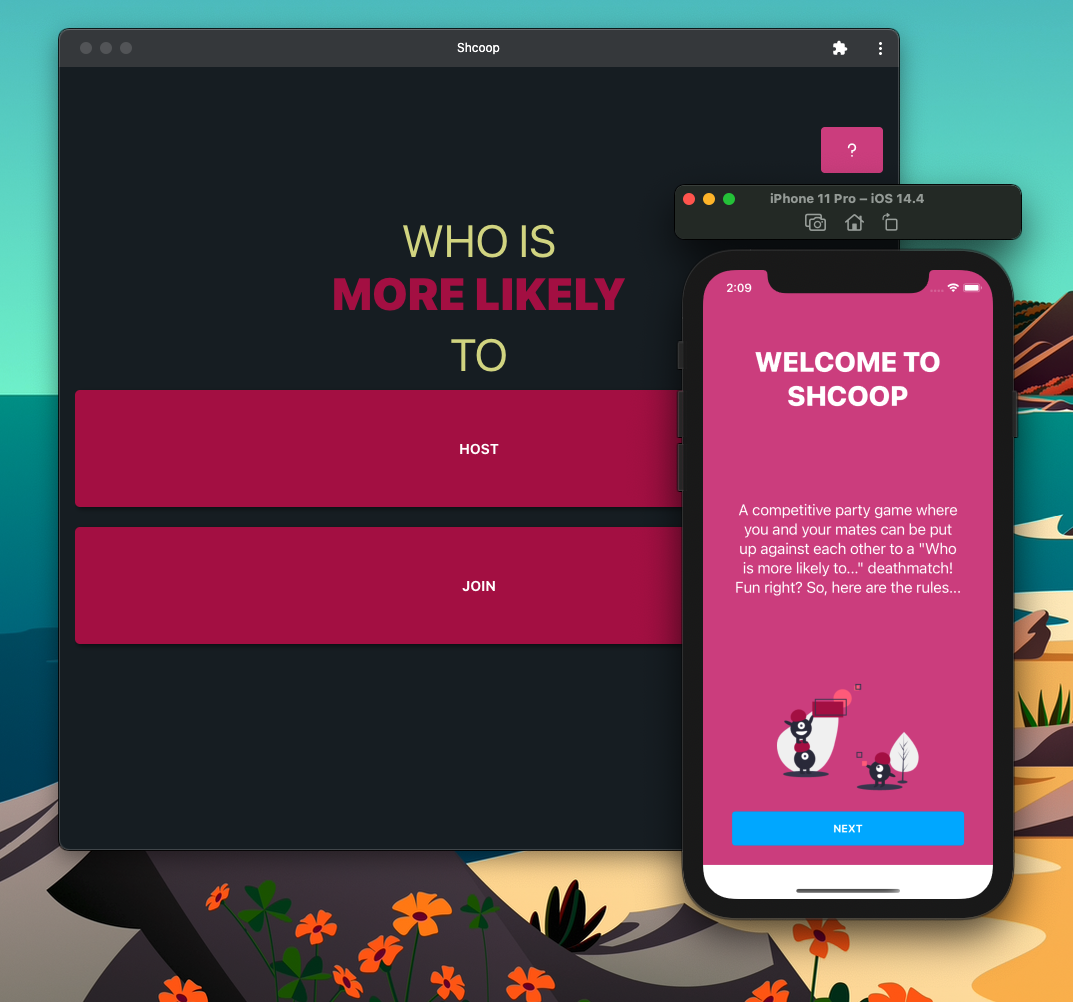 Shcoop
?
WHO IS
MORE LIKELY
TO
HOST
JOIN
iPhone 11 Pro – iOS 14.4
2:09
WELCOME TO
SHCOOP
A competitive party game where
you and your mates can be put
up against each other to a "Who
is more likely to..." deathmatch!
Fun right? So, here are the rules...
NEXT